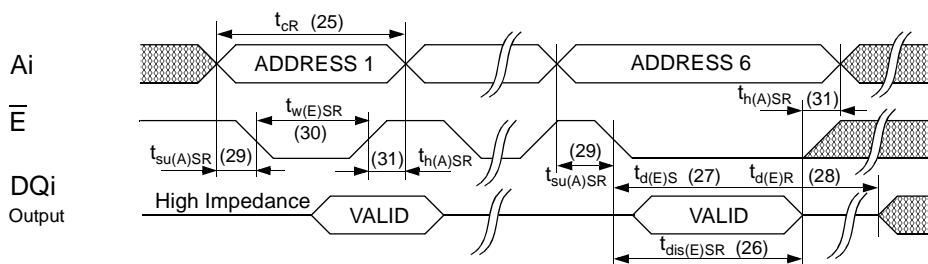 t_cR (25)
Ai
ADDRESS 1
ADDRESS 6
t_w(E)SR
(30)
t_h(A)SR (31)
E̅
t_su(A)SR (29)
(31) t_h(A)SR
(29)
t_su(A)SR
t_d(E)S (27)
t_d(E)R (28)
DQi
Output
High Impedance
VALID
VALID
t_dis(E)SR (26)